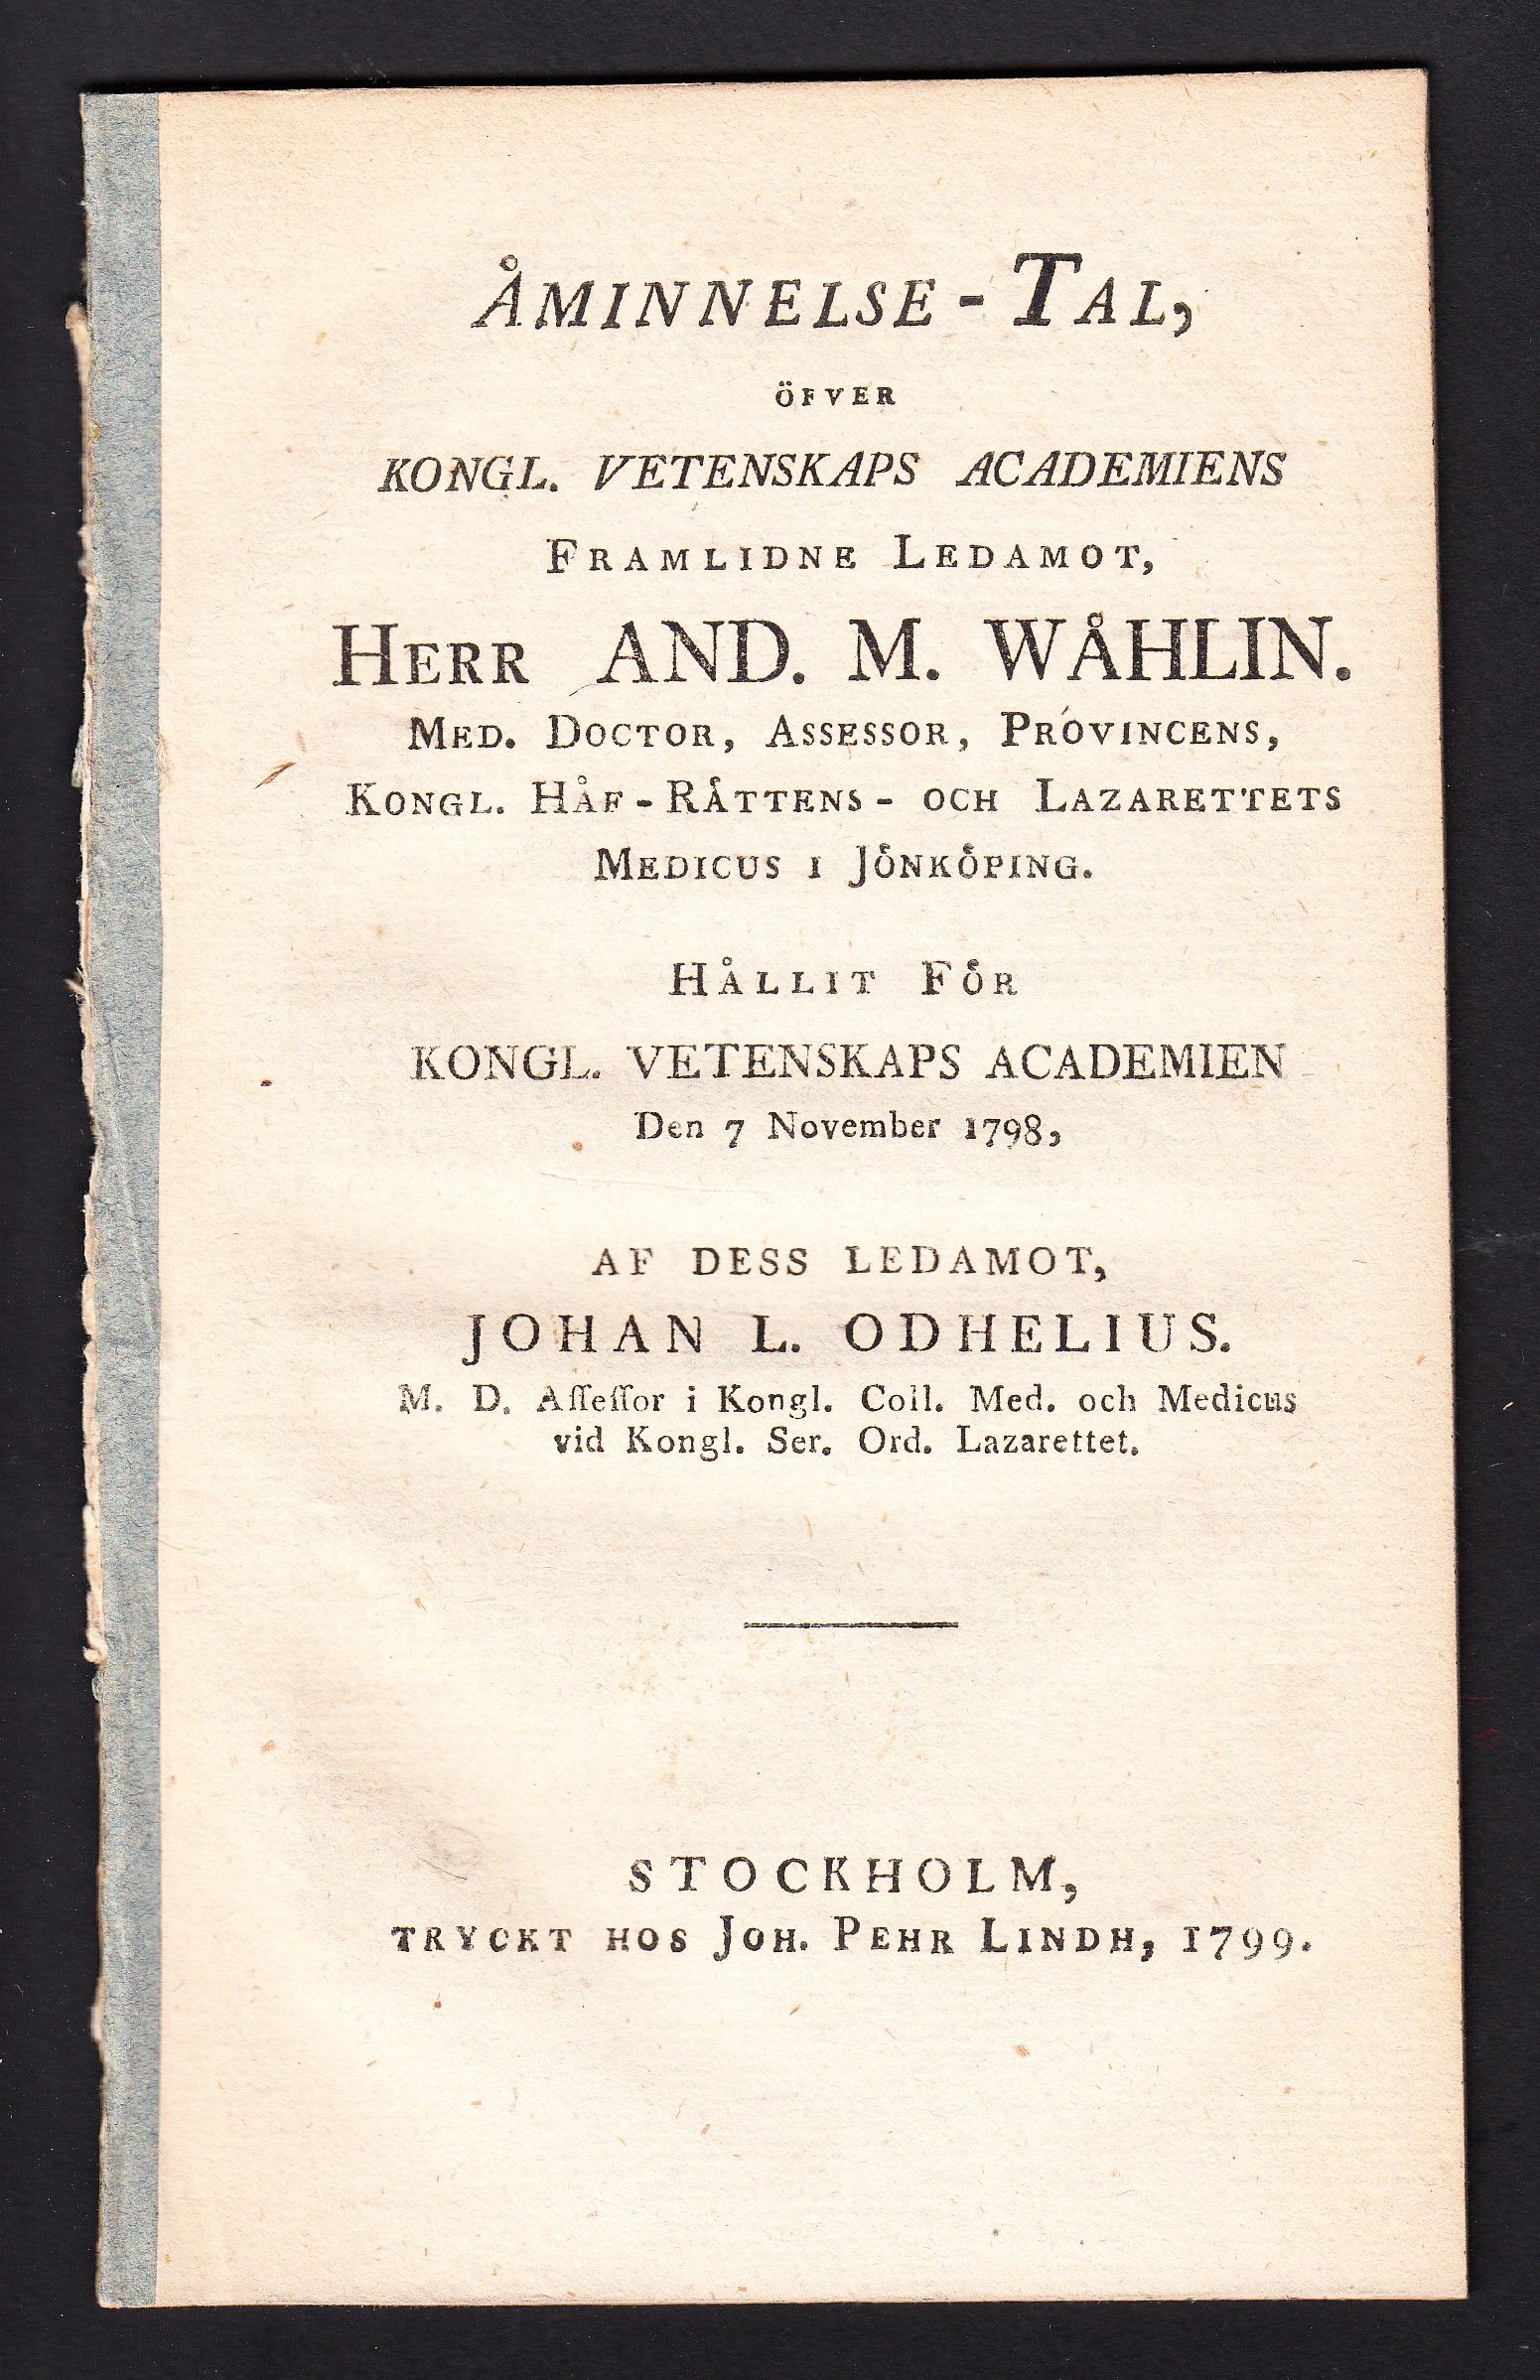 ÅMINNELSE-TAL,
ÖFVER
KONGL. VETENSKAPS ACADEMIENS
FRAMLIDNE LEDAMOT,
HERR AND. M. WÅHLIN.
MED. DOCTOR, ASSESSOR, PROVINCENS,
KONGL. HÅF-RÄTTENS- OCH LAZARETTETS
MEDICUS I JÖNKÖPING.
HÅLLIT FÖR
KONGL. VETENSKAPS ACADEMIEN
Den 7 November 1798,
AF DESS LEDAMOT,
JOHAN L. ODHELIUS.
M. D. Aſſeſſor i Kongl. Coll. Med. och Medicus
vid Kongl. Ser. Ord. Lazarettet.
STOCKHOLM,
TRYCKT HOS JOH. PEHR LINDH, 1799.